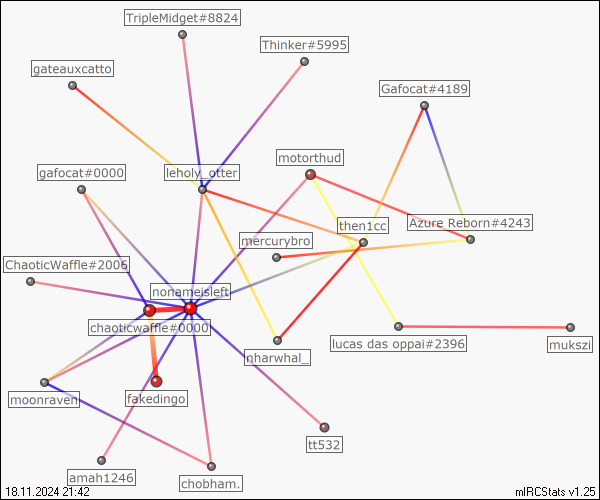 TripleMidget#8824
Thinker#5995
gateauxcatto
Gafocat#4189
motorthud
gafocat#0000
leholy_otter
then1cc
Azure Reborn#4243
mercurybro
ChaoticWaffle#2006
nonameisleft
chaoticwaffle#0000
nharwhal_
lucas das oppai#2396
mukszi
moonraven
fakedingo
tt532
amah1246
chobham.
18.11.2024 21:42
mIRCStats v1.25